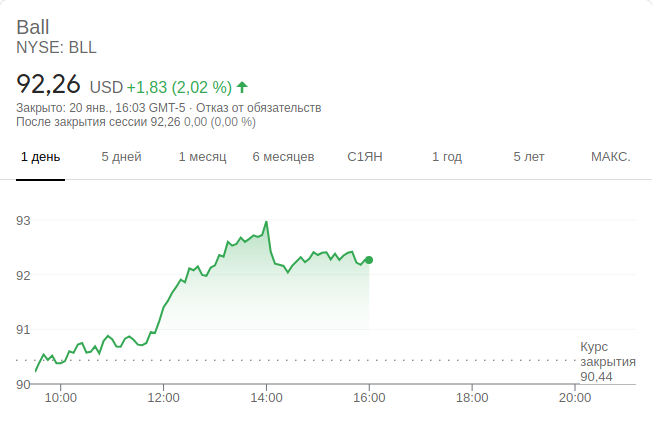 Ball
NYSE: BLL
92,26 USD +1,83 (2,02 %)
Закрыто: 20 янв., 16:03 GMT-5 · Отказ от обязательств
После закрытия сессии 92,26 0,00 (0,00 %)
1 день 5 дней 1 месяц 6 месяцев С1ЯН 1 год 5 лет МАКС.
93
92
91
Курс
закрытия
90,44
90
10:00 12:00 14:00 16:00 18:00 20:00